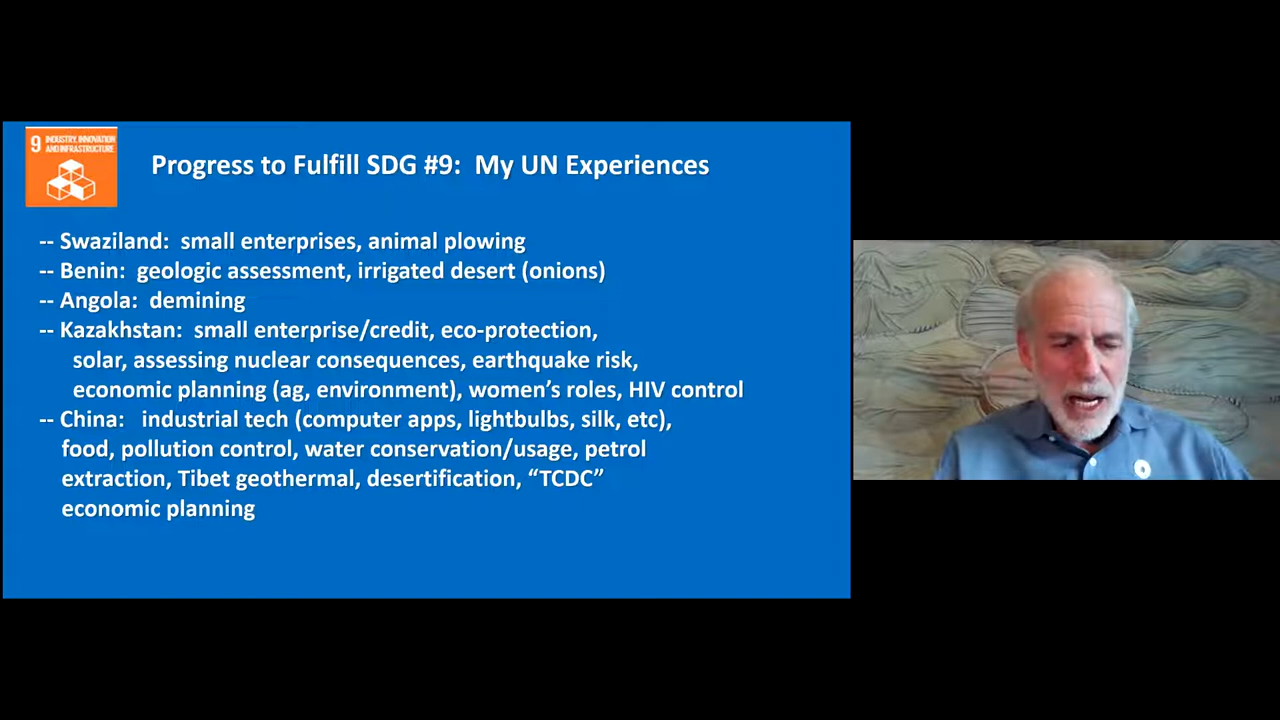 9 INDUSTRY, INNOVATION
AND INFRASTRUCTURE
Progress to Fulfill SDG #9: My UN Experiences
-- Swaziland: small enterprises, animal plowing
-- Benin: geologic assessment, irrigated desert (onions)
-- Angola: demining
-- Kazakhstan: small enterprise/credit, eco-protection,
solar, assessing nuclear consequences, earthquake risk,
economic planning (ag, environment), women’s roles, HIV control
-- China: industrial tech (computer apps, lightbulbs, silk, etc),
food, pollution control, water conservation/usage, petrol
extraction, Tibet geothermal, desertification, “TCDC”
economic planning